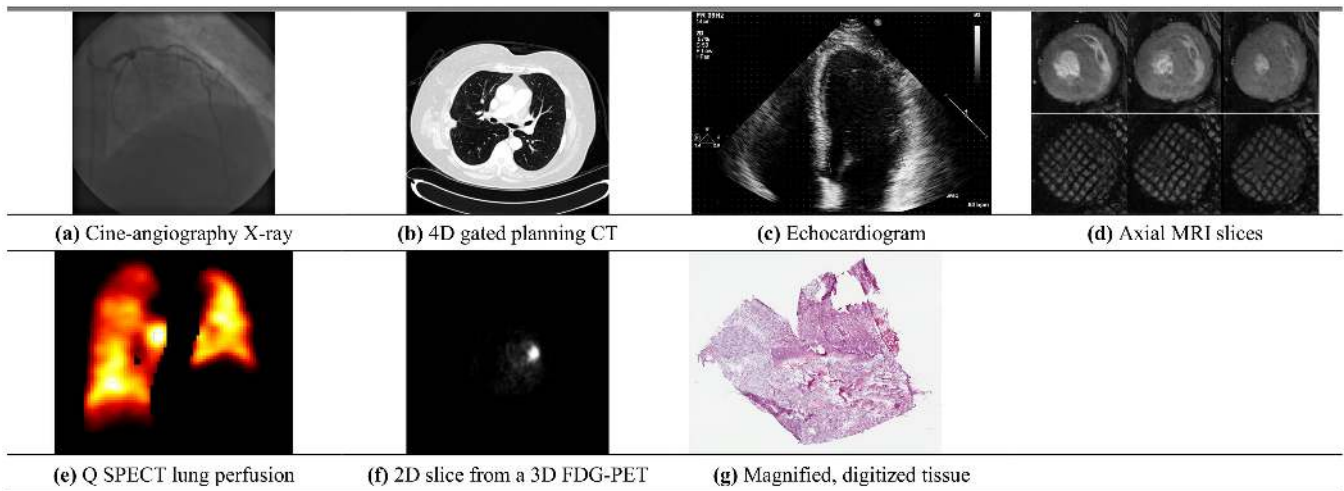 (a) Cine-angiography X-ray
(b) 4D gated planning CT
(c) Echocardiogram
(d) Axial MRI slices
(e) Q SPECT lung perfusion
(f) 2D slice from a 3D FDG-PET
(g) Magnified, digitized tissue